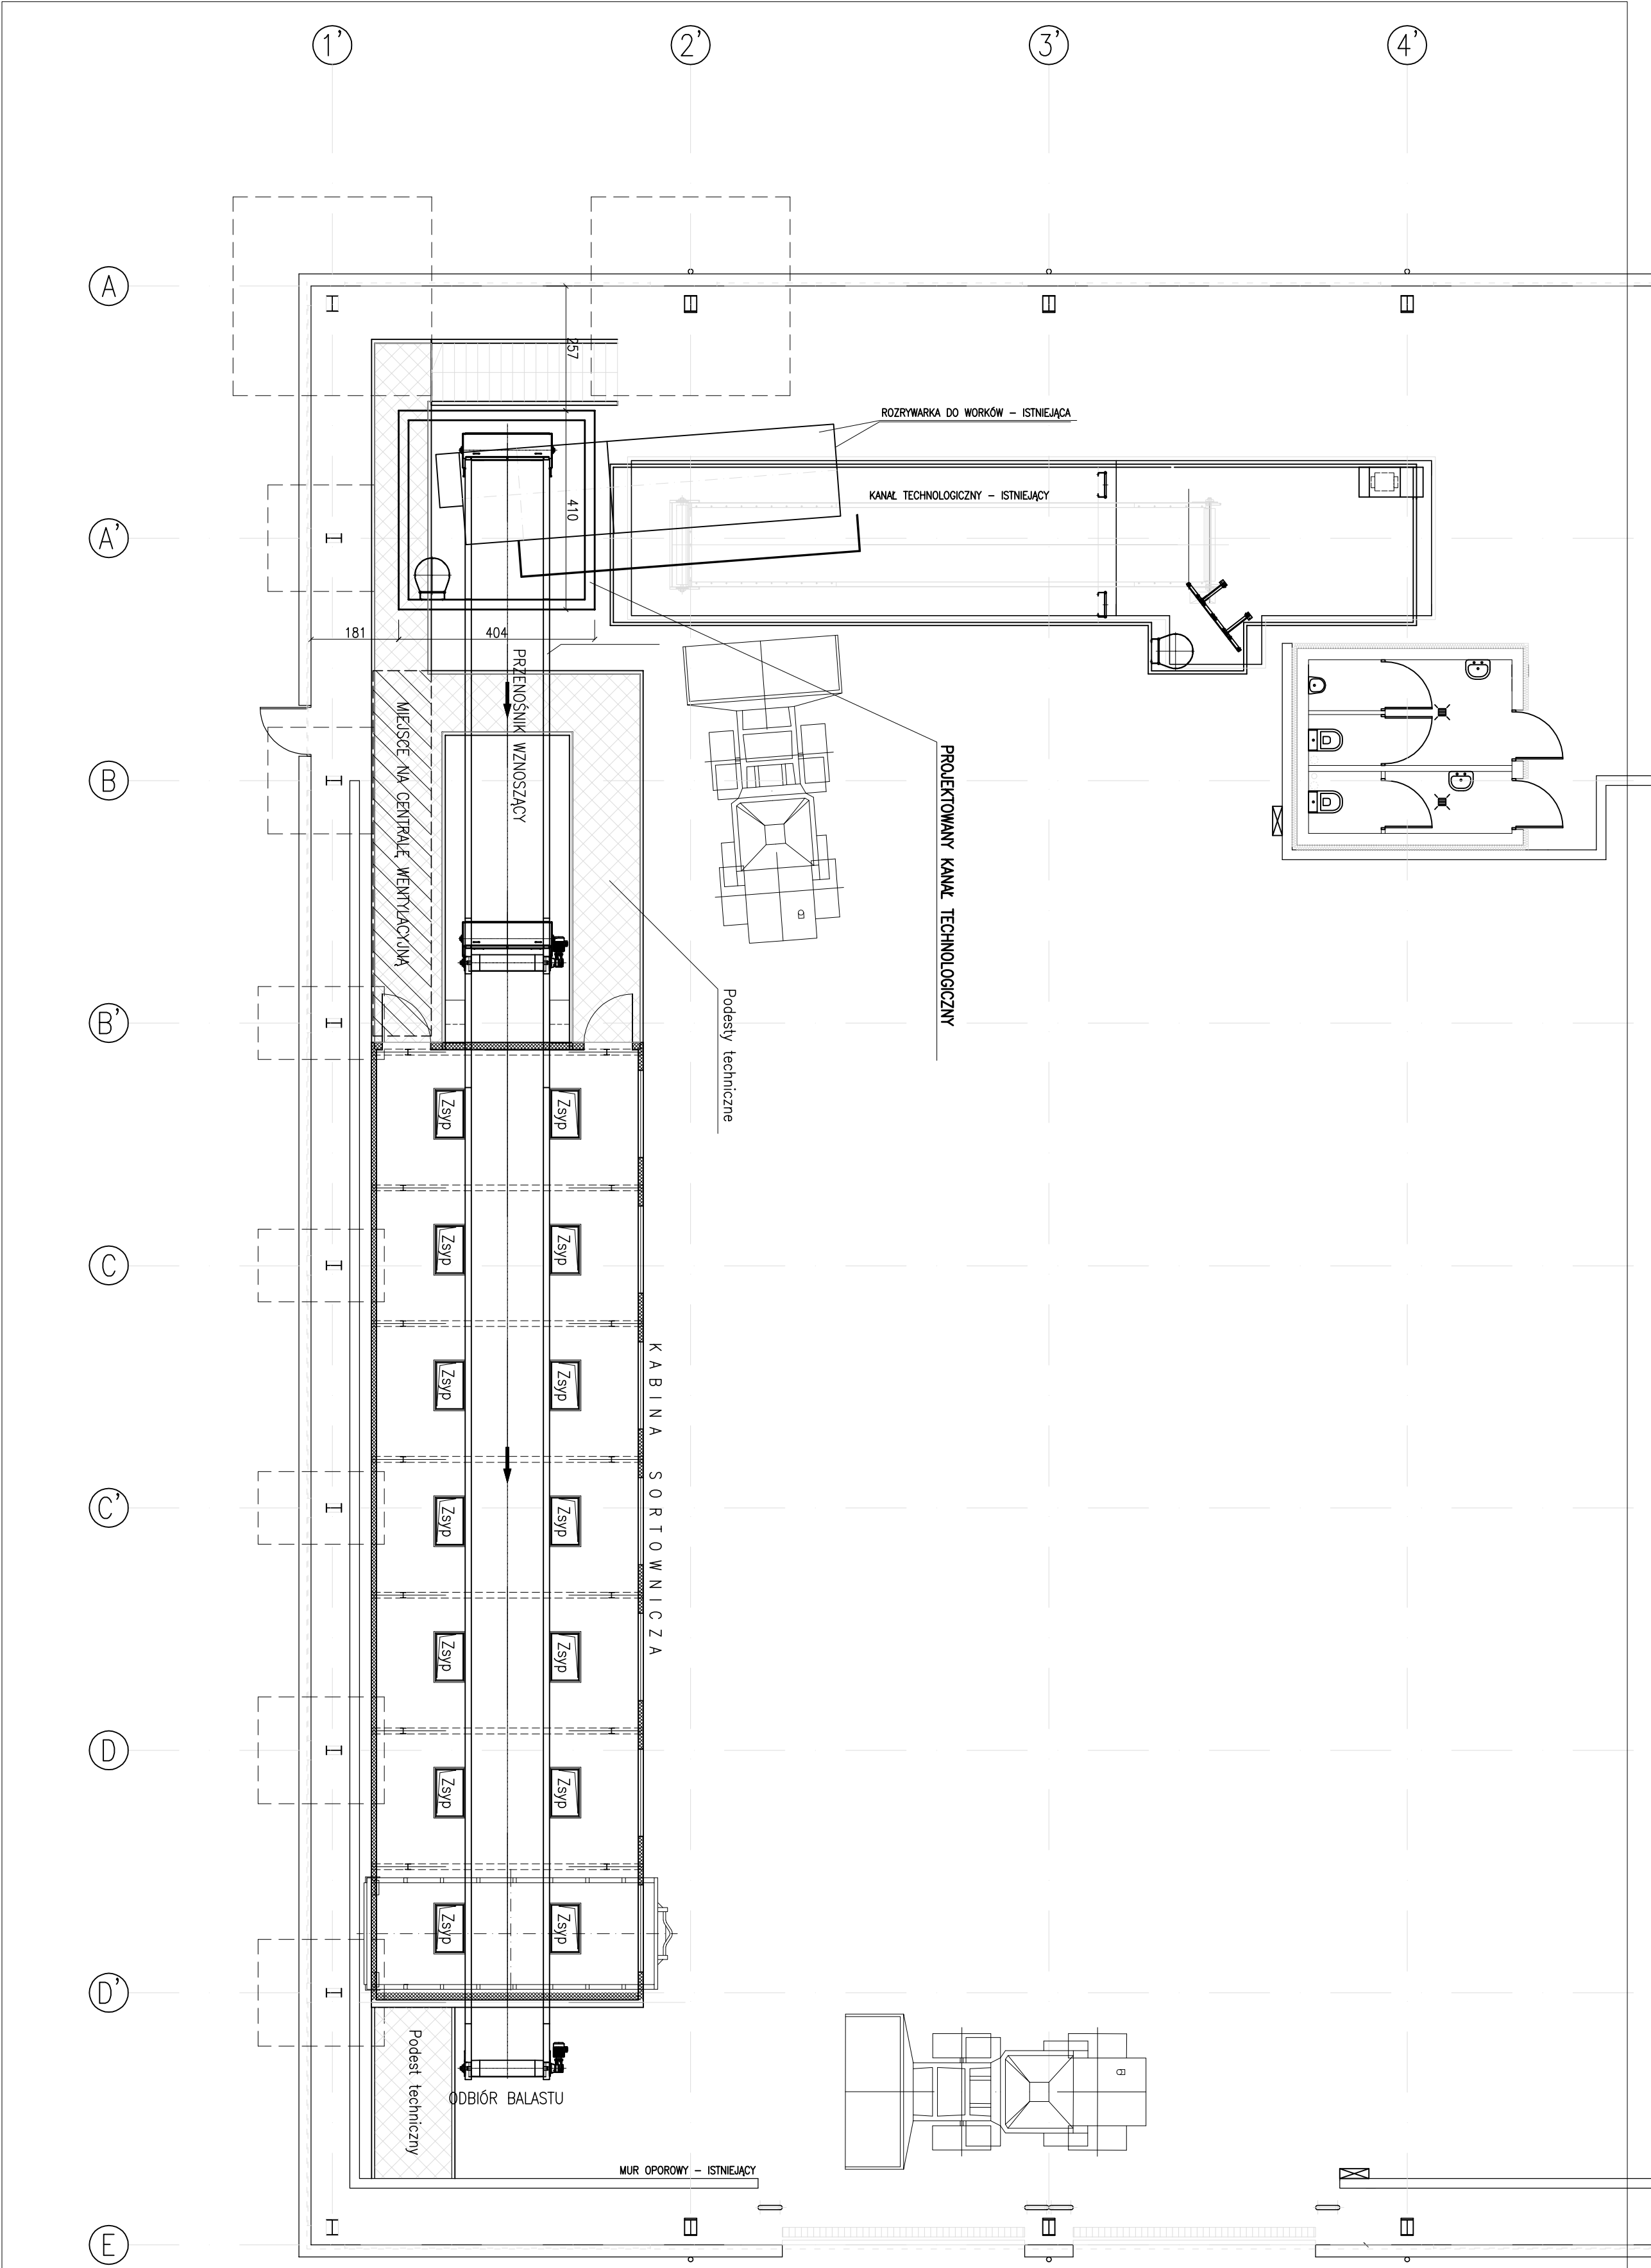 1'
2'
3'
4'
A
257
ROZRYWARKA DO WORKÓW – ISTNIEJĄCA
KANAŁ TECHNOLOGICZNY – ISTNIEJĄCY
410
A'
181
404
PRZENOŚNIK WZNOSZĄCY
MIEJSCE NA CENTRALĘ WENTYLACYJNĄ
B
PROJEKTOWANY KANAŁ TECHNOLOGICZNY
Podesty techniczne
B'
Zsyp
Zsyp
C
Zsyp
Zsyp
Zsyp
Zsyp
KABINA SORTOWNICZA
C'
Zsyp
Zsyp
Zsyp
Zsyp
D
Zsyp
Zsyp
Zsyp
Zsyp
D'
Podest techniczny
ODBIÓR BALASTU
MUR OPOROWY – ISTNIEJĄCY
E